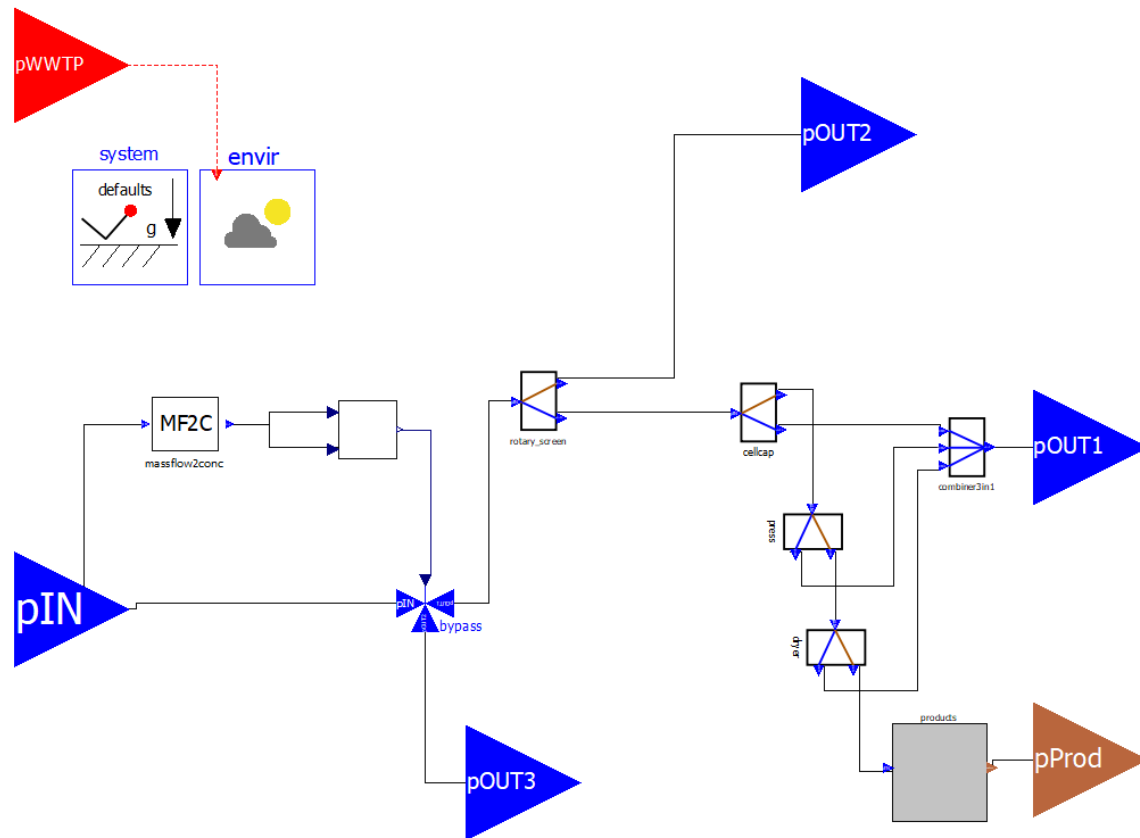 pWWTP
pOUT2
system
envir
defaults
g
MF2C
massflow2conc
rotary_screen
cellcap
combiner3in1
pOUT1
press
pIN
pIN
bypass
dryer
products
pOUT3
pProd